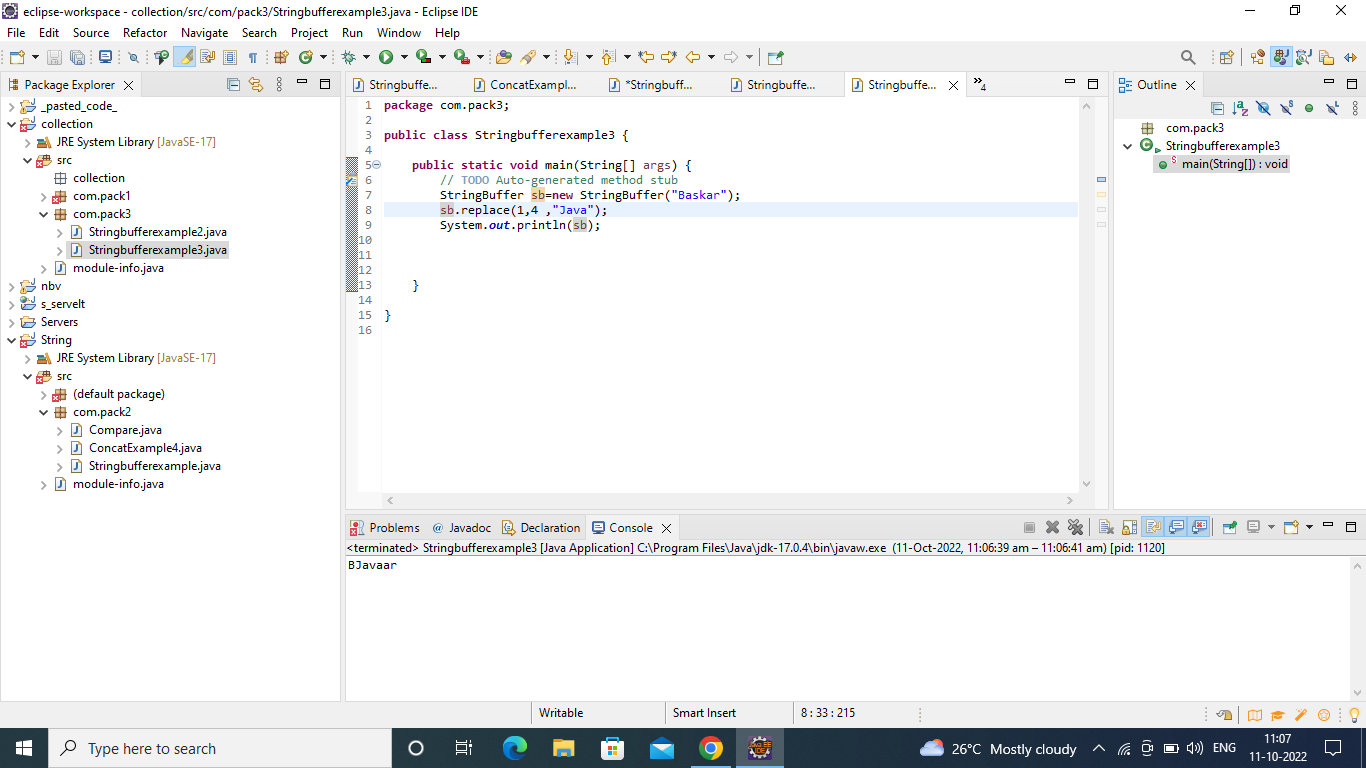 eclipse-workspace - collection/src/com/pack3/Stringbufferexample3.java - Eclipse IDE
File Edit Source Refactor Navigate Search Project Run Window Help
Package Explorer
_pasted_code_
collection
JRE System Library [JavaSE-17]
src
collection
com.pack1
com.pack3
Stringbufferexample2.java
Stringbufferexample3.java
module-info.java
nbv
s_servelt
Servers
String
JRE System Library [JavaSE-17]
src
(default package)
com.pack2
Compare.java
ConcatExample4.java
Stringbufferexample.java
module-info.java
Stringbuffe... ConcatExampl... *Stringbuff... Stringbuffe... Stringbuffe... »4
1 package com.pack3;
2
3 public class Stringbufferexample3 {
4
5 public static void main(String[] args) {
6 // TODO Auto-generated method stub
7 StringBuffer sb=new StringBuffer("Baskar");
8 sb.replace(1,4 ,"Java");
9 System.out.println(sb);
10
11
12
13 }
14
15 }
16
Outline
com.pack3
Stringbufferexample3
main(String[]) : void
Problems @ Javadoc Declaration Console
<terminated> Stringbufferexample3 [Java Application] C:\Program Files\Java\jdk-17.0.4\bin\javaw.exe (11-Oct-2022, 11:06:39 am – 11:06:41 am) [pid: 1120]
BJavaar
Writable Smart Insert 8 : 33 : 215
Type here to search
26°C Mostly cloudy ENG 11:07
11-10-2022